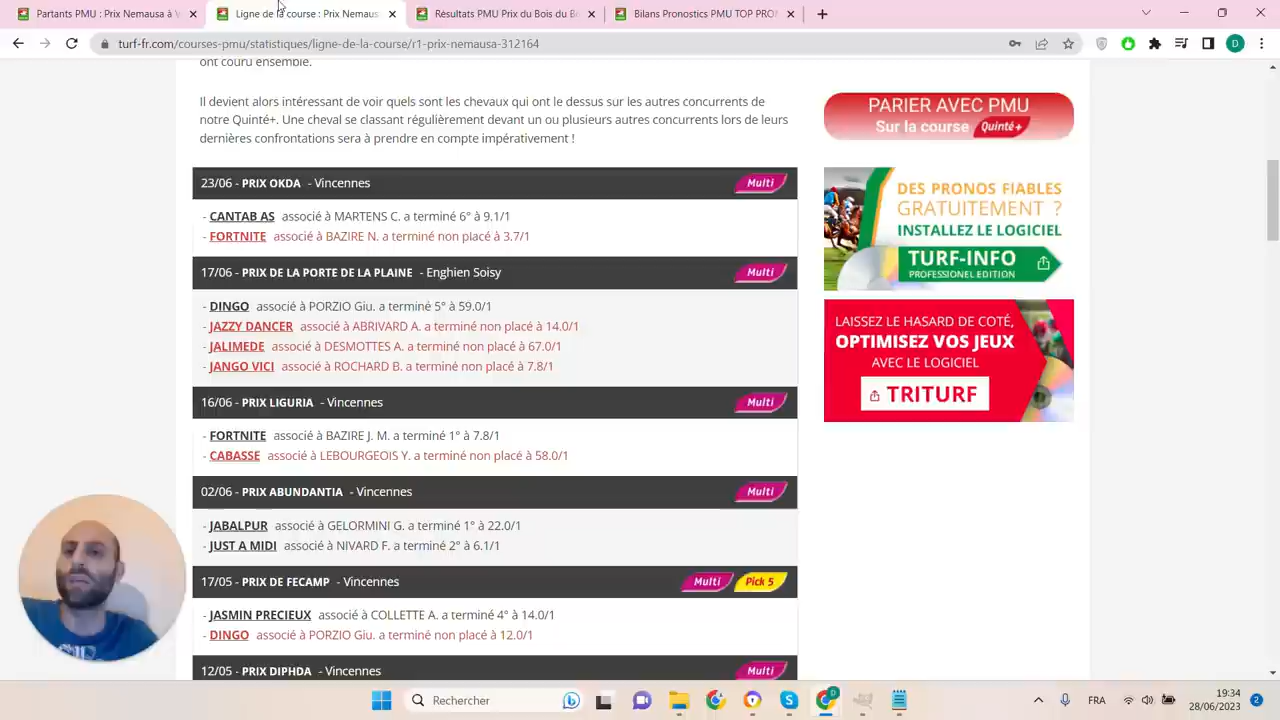 Partants PMU : Prix Nemausa à V
Ligne de la course : Prix Nemaus
Résultats PMU Prix du Bois du Bo
Bilans Pronostics PMU TOP PRON
turf-fr.com/courses-pmu/statistiques/ligne-de-la-course/r1-prix-nemausa-312164
ont couru ensemble.
Il devient alors intéressant de voir quels sont les chevaux qui ont le dessus sur les autres concurrents de
notre Quinté+. Une cheval se classant régulièrement devant un ou plusieurs autres concurrents lors de leurs
dernières confrontations sera à prendre en compte impérativement !
23/06 - PRIX OKDA - Vincennes Multi
- CANTAB AS associé à MARTENS C. a terminé 6° à 9.1/1
- FORTNITE associé à BAZIRE N. a terminé non placé à 3.7/1
17/06 - PRIX DE LA PORTE DE LA PLAINE - Enghien Soisy Multi
- DINGO associé à PORZIO Giu. a terminé 5° à 59.0/1
- JAZZY DANCER associé à ABRIVARD A. a terminé non placé à 14.0/1
- JALIMEDE associé à DESMOTTES A. a terminé non placé à 67.0/1
- JANGO VICI associé à ROCHARD B. a terminé non placé à 7.8/1
16/06 - PRIX LIGURIA - Vincennes Multi
- FORTNITE associé à BAZIRE J. M. a terminé 1° à 7.8/1
- CABASSE associé à LEBOURGEOIS Y. a terminé non placé à 58.0/1
02/06 - PRIX ABUNDANTIA - Vincennes Multi
- JABALPUR associé à GELORMINI G. a terminé 1° à 22.0/1
- JUST A MIDI associé à NIVARD F. a terminé 2° à 6.1/1
17/05 - PRIX DE FECAMP - Vincennes Multi Pick 5
- JASMIN PRECIEUX associé à COLLETTE A. a terminé 4° à 14.0/1
- DINGO associé à PORZIO Giu. a terminé non placé à 12.0/1
12/05 - PRIX DIPHDA - Vincennes Multi
PARIER AVEC PMU
Sur la course Quinté+
DES PRONOS FIABLES
GRATUITEMENT ?
INSTALLEZ LE LOGICIEL
TURF-INFO
PROFESSIONEL EDITION
LAISSEZ LE HASARD DE COTÉ,
OPTIMISEZ VOS JEUX
AVEC LE LOGICIEL
TRITURF
Rechercher
FRA
19:34
28/06/2023